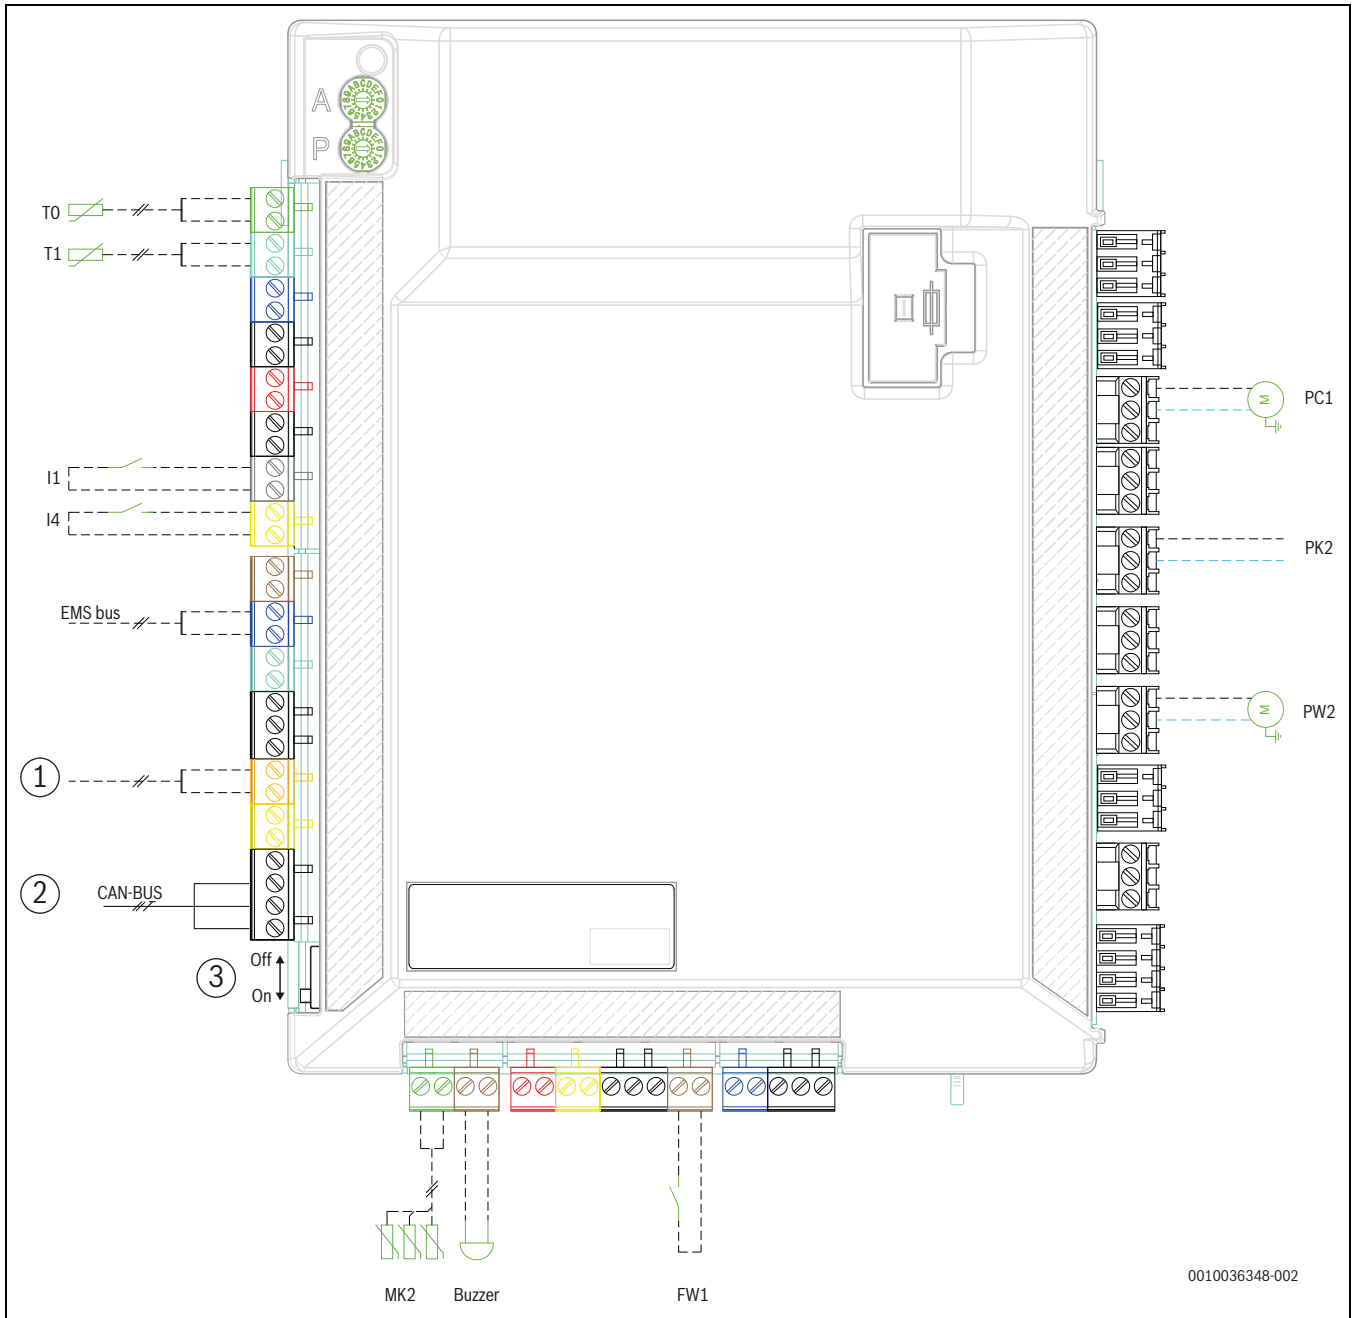 A
P
T0
T1
PC1
I1
I4
PK2
EMS bus
M
M
PW2
1
2
CAN-BUS
3
Off
On
MK2
Buzzer
FW1
0010036348-002